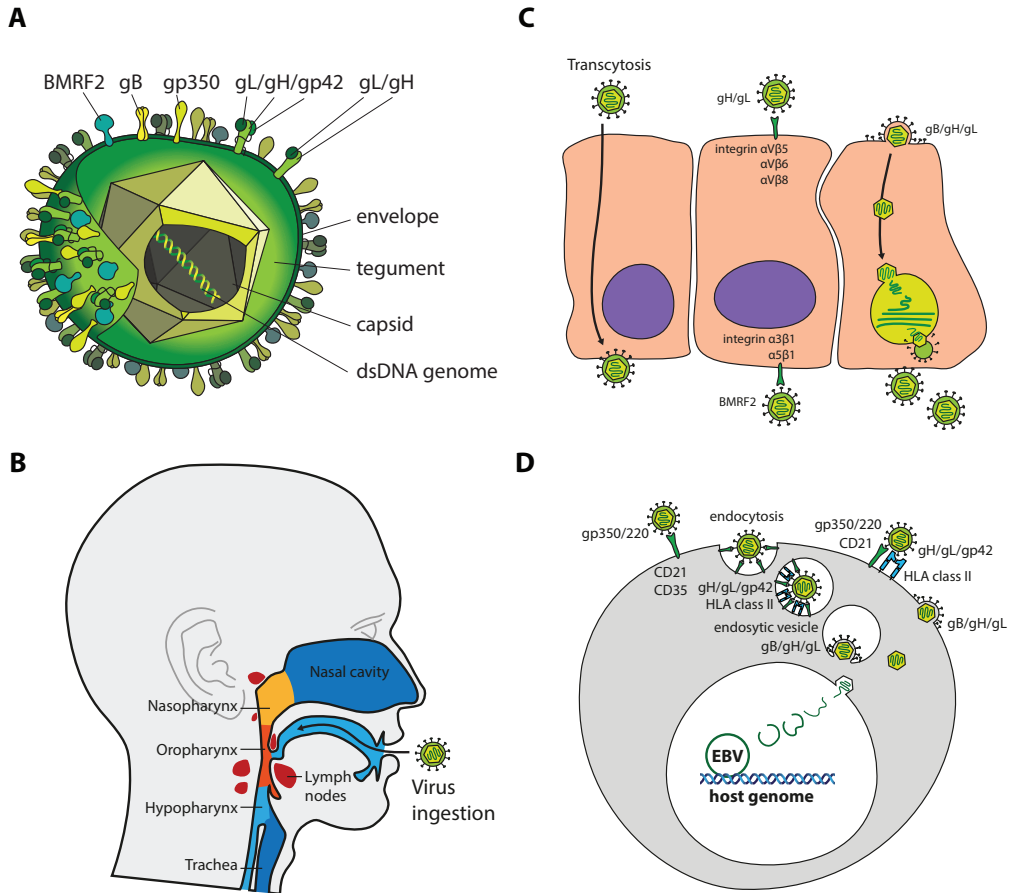 A
BMRF2 gB gp350 gL/gH/gp42 gL/gH
envelope
tegument
capsid
dsDNA genome
B
Nasal cavity
Nasopharynx
Oropharynx
Lymph
nodes
Virus
ingestion
Hypopharynx
Trachea
C
Transcytosis
gH/gL
integrin αVβ5
αVβ6
αVβ8
gB/gH/gL
integrin α3β1
α5β1
BMRF2
D
gp350/220
CD21
CD35
endocytosis
gH/gL/gp42
HLA class II
gp350/220
CD21
gH/gL/gp42
HLA class II
gB/gH/gL
endosytic vesicle
gB/gH/gL
EBV
host genome